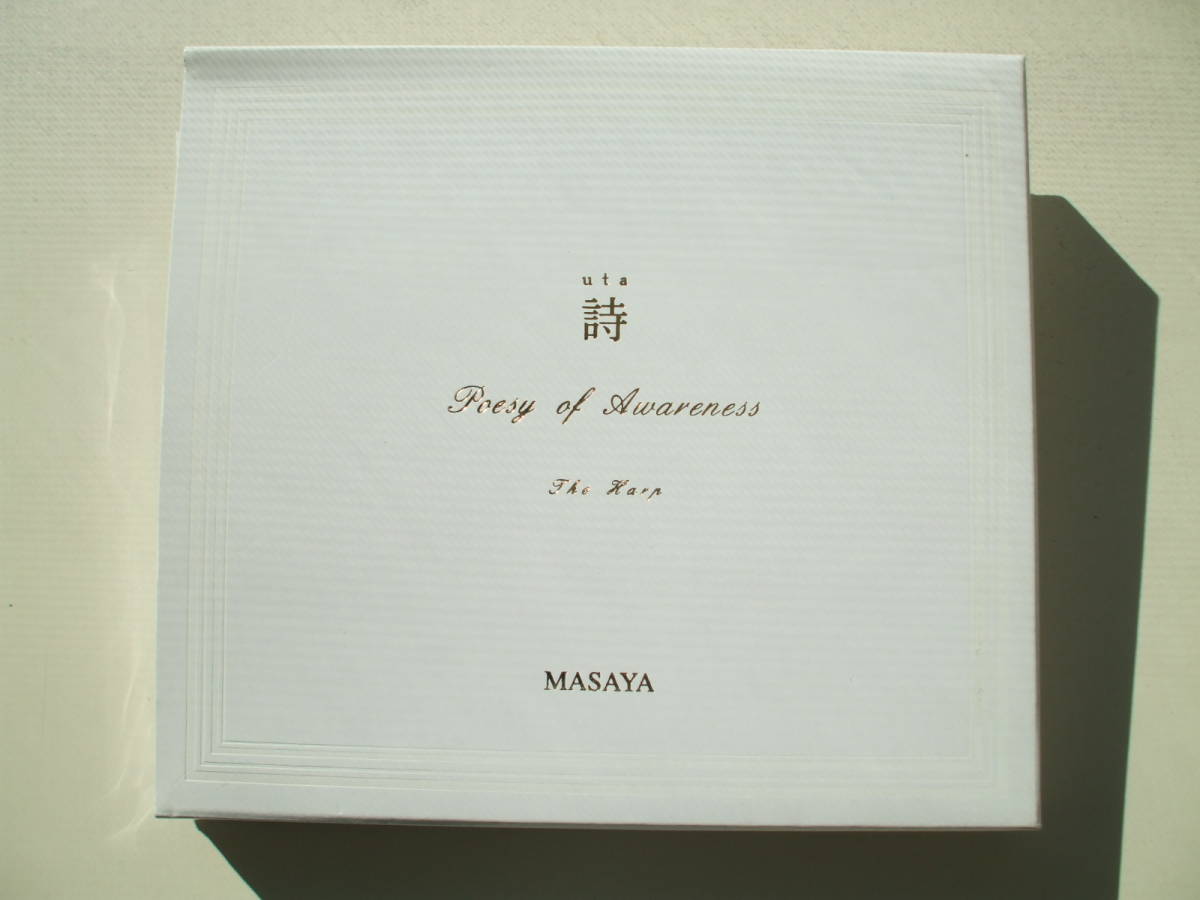 uta
詩
Poesy of Awareness
The Harp
MASAYA